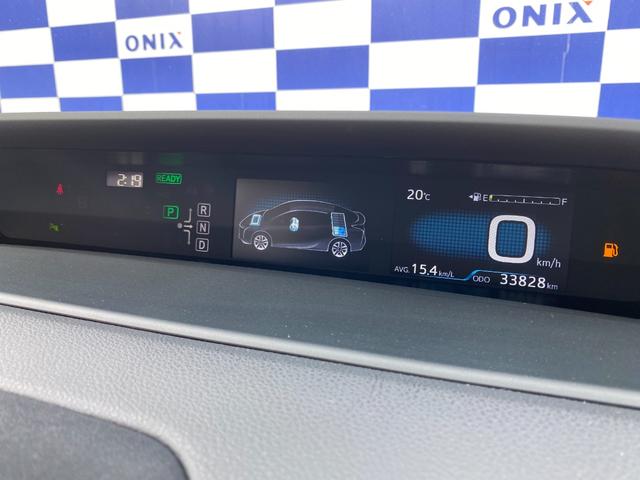 ONIX
ONIX
2:19
READY
P
R
N
D
20℃
E F
0
km/h
AVG. 15.4 km/L
ODO 33828 km